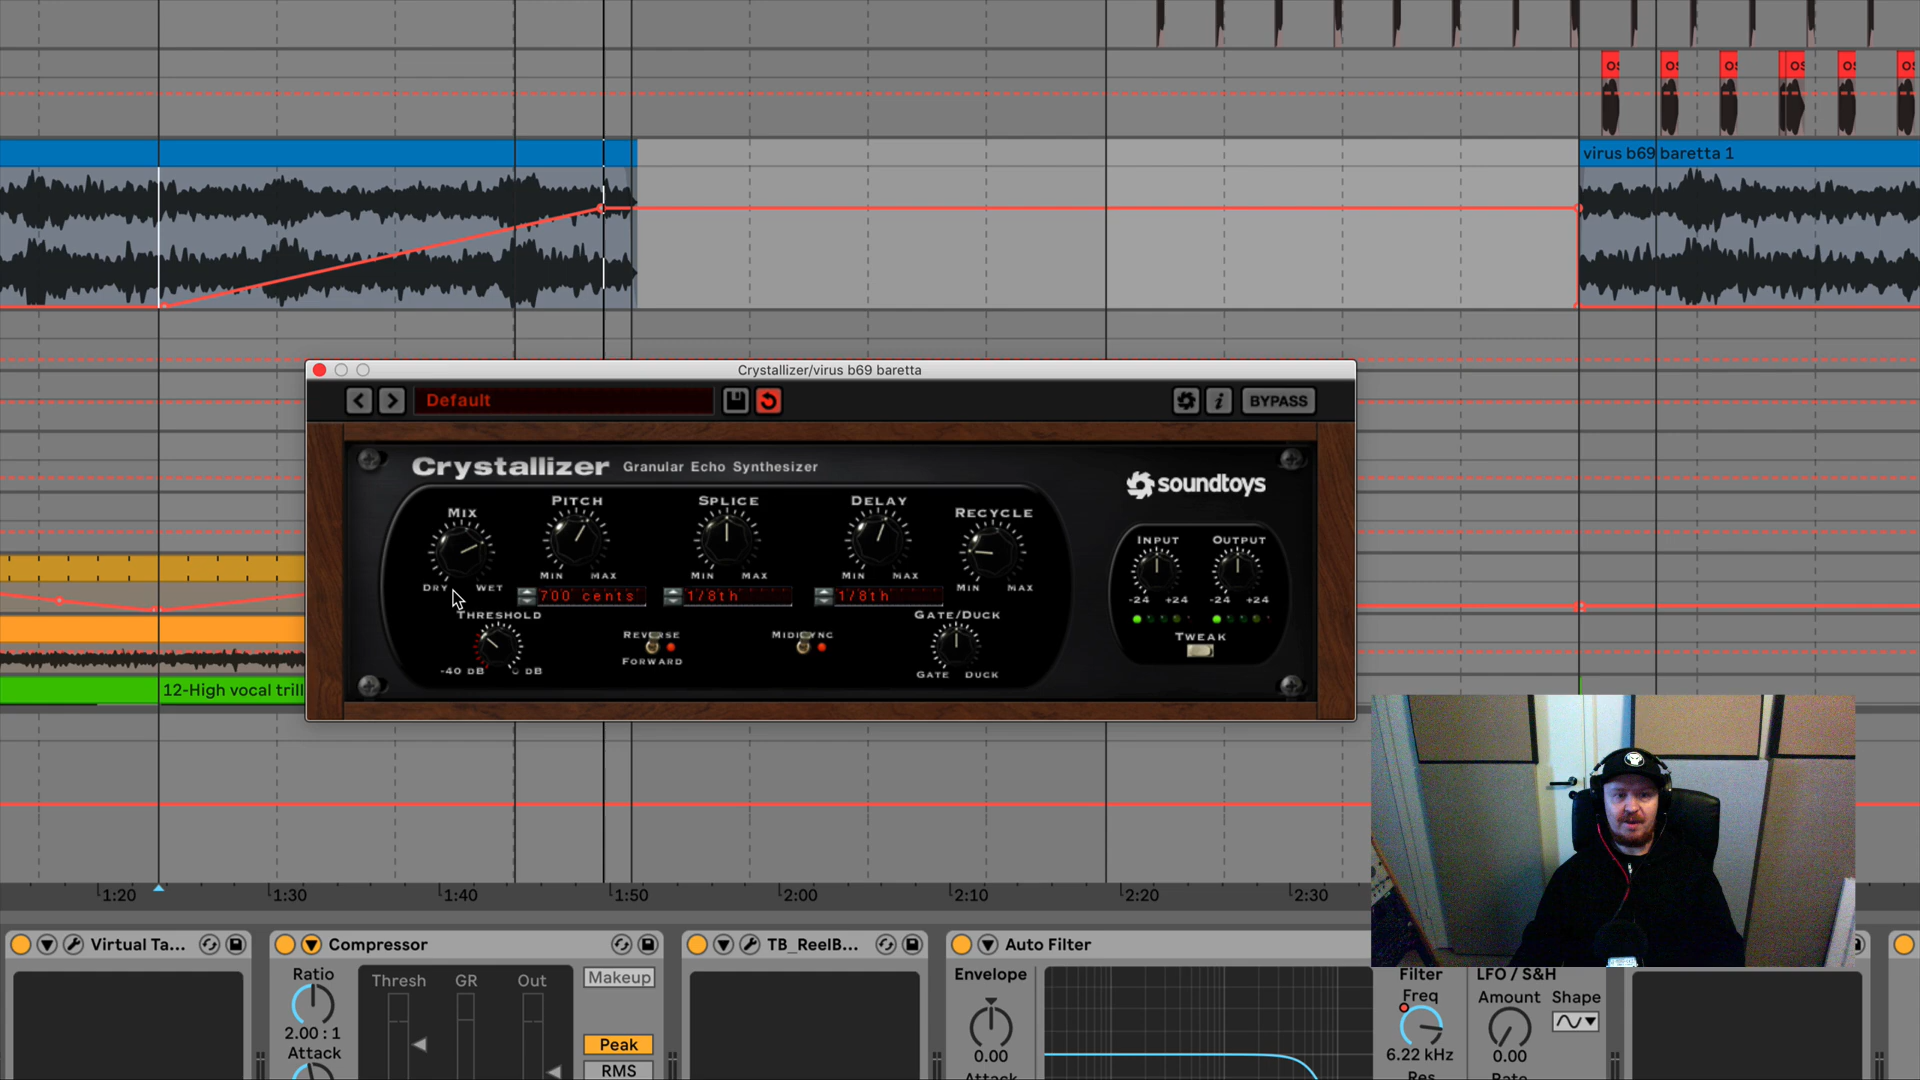 virus b69 baretta 1
Crystallizer/virus b69 baretta
Default
i
BYPASS
Crystallizer Granular Echo Synthesizer
soundtoys
MIX
PITCH
SPLICE
DELAY
RECYCLE
INPUT
OUTPUT
MIN MAX
MIN MAX
MIN MAX
MIN MAX
DRY WET
700 cents
1/8th
1/8th
-24 +24
-24 +24
THRESHOLD
-40 DB 0 DB
REVERSE
FORWARD
GATE/DUCK
GATE DUCK
TWEAK
12-High vocal trill
1:20
1:30
1:40
1:50
2:00
2:10
2:20
2:30
Virtual Ta...
Compressor
TB_ReelB...
Auto Filter
Ratio
2.00 : 1
Attack
Thresh
GR
Out
Makeup
Peak
RMS
Envelope
0.00
Filter
Freq
6.22 kHz
LFO / S&H
Amount
Shape
0.00